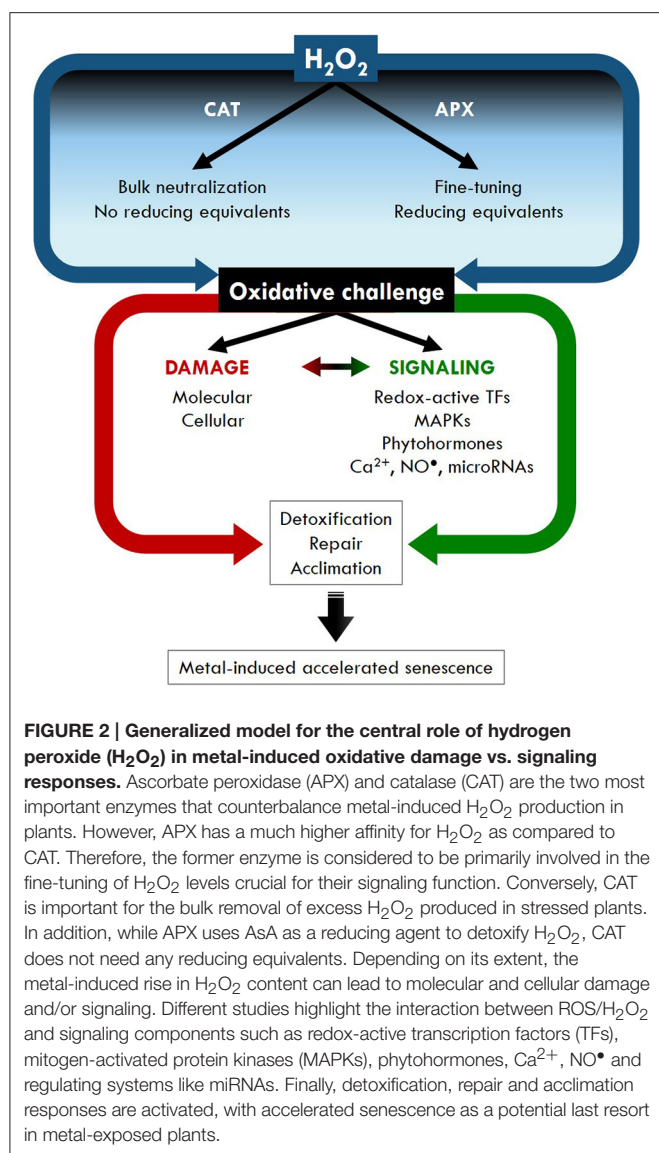 H₂O₂
CAT APX
Bulk neutralization Fine-tuning
No reducing equivalents Reducing equivalents
Oxidative challenge
DAMAGE SIGNALING
Molecular Redox-active TFs
Cellular MAPKs
Phytohormones
Ca²⁺, NO•, microRNAs
Detoxification
Repair
Acclimation
Metal-induced accelerated senescence
FIGURE 2 | Generalized model for the central role of hydrogen
peroxide (H₂O₂) in metal-induced oxidative damage vs. signaling
responses. Ascorbate peroxidase (APX) and catalase (CAT) are the two most
important enzymes that counterbalance metal-induced H₂O₂ production in
plants. However, APX has a much higher affinity for H₂O₂ as compared to
CAT. Therefore, the former enzyme is considered to be primarily involved in the
fine-tuning of H₂O₂ levels crucial for their signaling function. Conversely, CAT
is important for the bulk removal of excess H₂O₂ produced in stressed plants.
In addition, while APX uses AsA as a reducing agent to detoxify H₂O₂, CAT
does not need any reducing equivalents. Depending on its extent, the
metal-induced rise in H₂O₂ content can lead to molecular and cellular damage
and/or signaling. Different studies highlight the interaction between ROS/H₂O₂
and signaling components such as redox-active transcription factors (TFs),
mitogen-activated protein kinases (MAPKs), phytohormones, Ca²⁺, NO• and
regulating systems like miRNAs. Finally, detoxification, repair and acclimation
responses are activated, with accelerated senescence as a potential last resort
in metal-exposed plants.